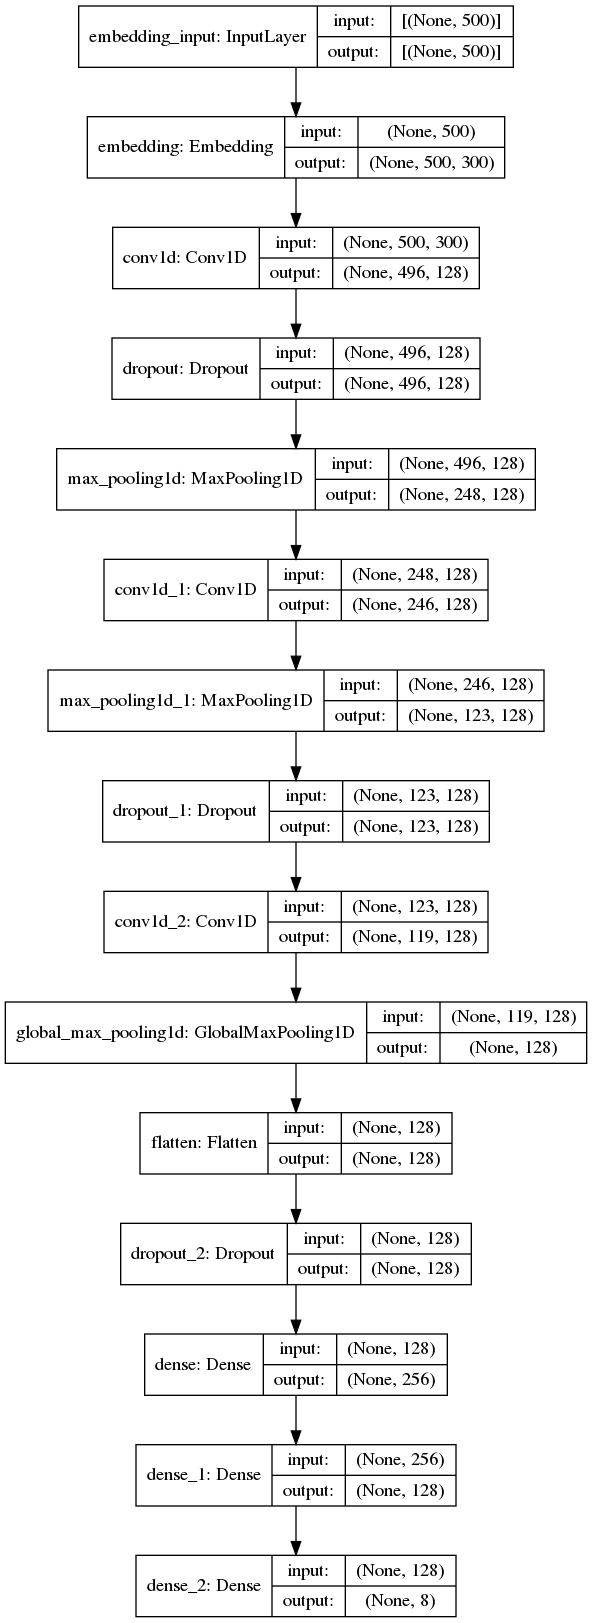 embedding_input: InputLayer input: [(None, 500)]
output: [(None, 500)]
embedding: Embedding input: (None, 500)
output: (None, 500, 300)
conv1d: Conv1D input: (None, 500, 300)
output: (None, 496, 128)
dropout: Dropout input: (None, 496, 128)
output: (None, 496, 128)
max_pooling1d: MaxPooling1D input: (None, 496, 128)
output: (None, 248, 128)
conv1d_1: Conv1D input: (None, 248, 128)
output: (None, 246, 128)
max_pooling1d_1: MaxPooling1D input: (None, 246, 128)
output: (None, 123, 128)
dropout_1: Dropout input: (None, 123, 128)
output: (None, 123, 128)
conv1d_2: Conv1D input: (None, 123, 128)
output: (None, 119, 128)
global_max_pooling1d: GlobalMaxPooling1D input: (None, 119, 128)
output: (None, 128)
flatten: Flatten input: (None, 128)
output: (None, 128)
dropout_2: Dropout input: (None, 128)
output: (None, 128)
dense: Dense input: (None, 128)
output: (None, 256)
dense_1: Dense input: (None, 256)
output: (None, 128)
dense_2: Dense input: (None, 128)
output: (None, 8)